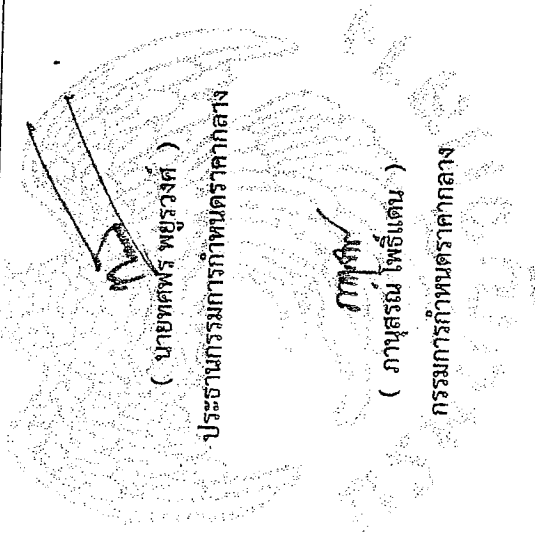 ( นายทศพร พยุรวงศ์ )
ประธานกรรมการกำหนดราคากลาง
( ภานุสรณ์ โพธิ์แดน )
กรรมการกำหนดราคากลาง